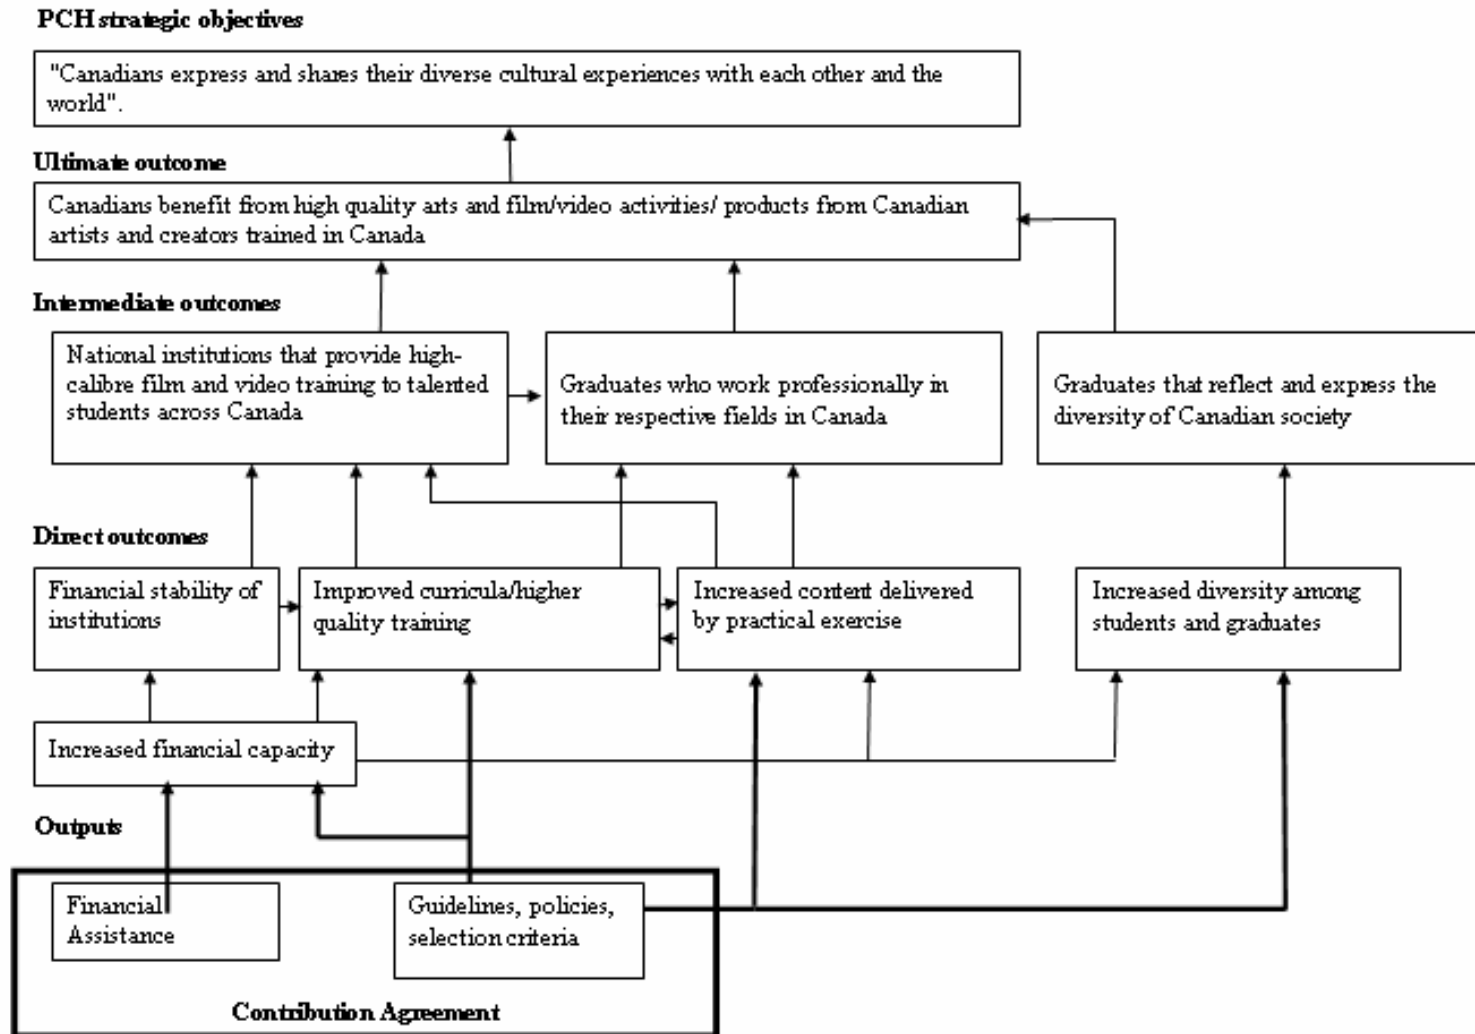 PCH strategic objectives
"Canadians express and shares their diverse cultural experiences with each other and the
world".
Ultimate outcome
Canadians benefit from high quality arts and film/video activities/ products from Canadian
artists and creators trained in Canada
Intermediate outcomes
National institutions that provide high-
calibre film and video training to talented
students across Canada
Graduates who work professionally in
their respective fields in Canada
Graduates that reflect and express the
diversity of Canadian society
Direct outcomes
Financial stability of
institutions
Improved curricula/higher
quality training
Increased content delivered
by practical exercise
Increased diversity among
students and graduates
Increased financial capacity
Outputs
Financial
Assistance
Guidelines, policies,
selection criteria
Contribution Agreement